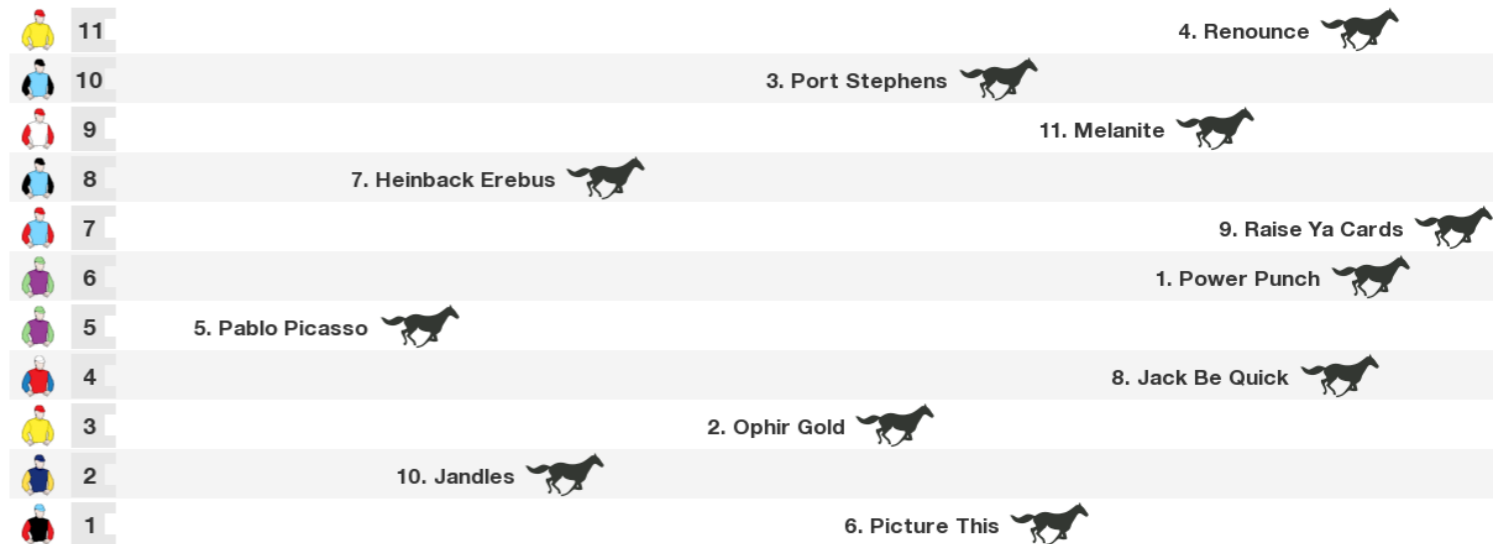 11 4. Renounce
10 3. Port Stephens
9 11. Melanite
8 7. Heinback Erebus
7 9. Raise Ya Cards
6 1. Power Punch
5 5. Pablo Picasso
4 8. Jack Be Quick
3 2. Ophir Gold
2 10. Jandles
1 6. Picture This